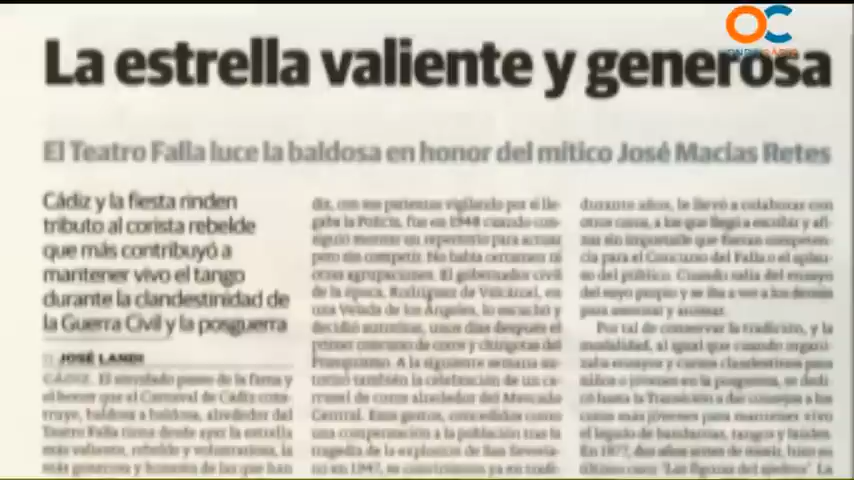 OC
ONDA CÁDIZ
La estrella valiente y generosa
El Teatro Falla luce la baldosa en honor del mítico José Macías Retes
Cádiz y la fiesta rinden
tributo al corista rebelde
que más contribuyó a
mantener vivo el tango
durante la clandestinidad de
la Guerra Civil y la posguerra
JOSÉ LANDI
CÁDIZ. El estrellado paseo de la fama y
el honor que el Carnaval de Cádiz cons-
truye, baldosa a baldosa, alrededor del
Teatro Falla tiene desde ayer la estrella
más valiente, rebelde y voluntariosa, la
más generosa y honesta de las que han
diz, con sus parientes vigilando por si lle-
gaba la Policía, fue en 1948 cuando con-
siguió montar un repertorio para actuar
pero sin competir. No había certamen ni
otras agrupaciones. El gobernador civil de
la época, Rodríguez de Valcárcel, en
una Velada de los Ángeles, lo escuchó y
decidió autorizar, unos días después el
primer concurso de coros y chirigotas del
Franquismo. A la siguiente semana au-
torizó también la celebración de un ca-
rrusel de coros alrededor del Mercado
Central. Esos gestos, concedidos como
una compensación a la población tras la
tragedia de la explosión de San Severia-
no en 1947, se convirtieron ya en tradi-
durante años, le llevó a colaborar con
otros coros, a los que llegó a escuchar y afi-
nar sin importarle que fueran competen-
cia para el Concurso del Falla o el aplau-
so del público. Cuando salía del ensayo
del suyo propio y se iba a ver a los demás
para asesorar y animar.
Por tal de conservar la tradición, y la
modalidad, al igual que cuando organi-
zaba ensayos y cursos clandestinos para
niños o jóvenes en la posguerra, se dedi-
có hasta la Transición a dar consejos a los
coros más jóvenes para mantener vivo
el legado de bandurrias, tangos y laúdes.
En 1977, dos años antes de morir, hizo su
último coro: 'Las figuras del ajedrez'. La